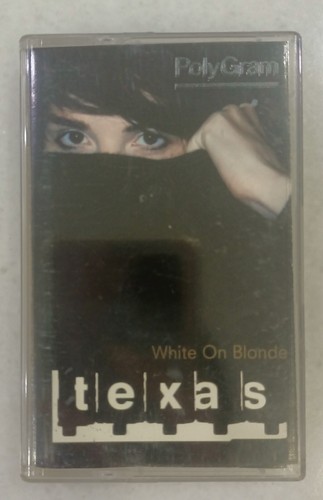 PolyGram
White On Blonde
texas